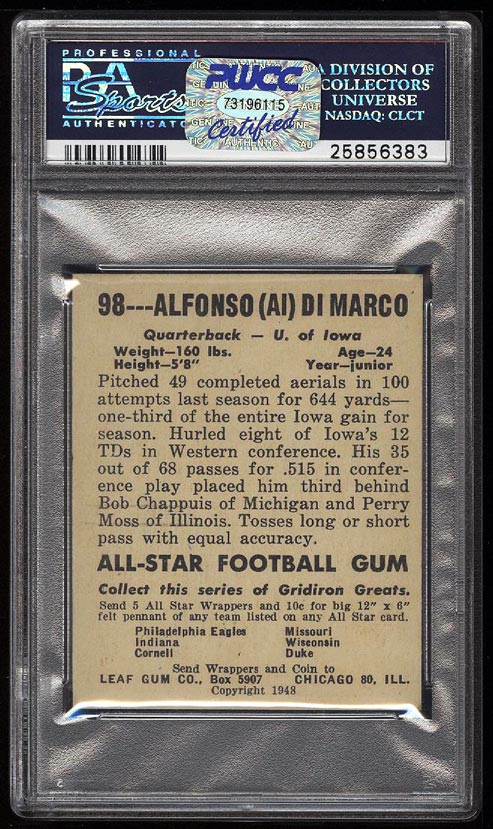 PROFESSIONAL
PSA
Sports
AUTHENTICATO
PWCC
73196115
Certified
A DIVISION OF
COLLECTORS
UNIVERSE
NASDAQ: CLCT
25856383
98---ALFONSO (Al) DI MARCO
Quarterback — U. of Iowa
Weight—160 lbs. Age—24
Height—5'8" Year—junior
Pitched 49 completed aerials in 100
attempts last season for 644 yards—
one-third of the entire Iowa gain for
season. Hurled eight of Iowa's 12
TDs in Western conference. His 35
out of 68 passes for .515 in confer-
ence play placed him third behind
Bob Chappuis of Michigan and Perry
Moss of Illinois. Tosses long or short
pass with equal accuracy.
ALL-STAR FOOTBALL GUM
Collect this series of Gridiron Greats.
Send 5 All Star Wrappers and 10c for big 12" x 6"
felt pennant of any team listed on any All Star card.
Philadelphia Eagles Missouri
Indiana Wisconsin
Cornell Duke
Send Wrappers and Coin to
LEAF GUM CO., Box 5907 CHICAGO 80, ILL.
Copyright 1948